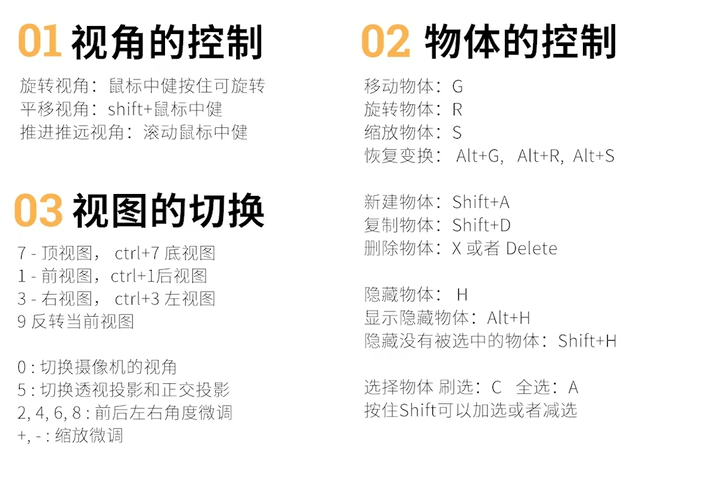 01 视角的控制
旋转视角：鼠标中健按住可旋转
平移视角：shift+鼠标中健
推进推远视角：滚动鼠标中健
03 视图的切换
7 - 顶视图， ctrl+7 底视图
1 - 前视图，ctrl+1后视图
3 - 右视图， ctrl+3 左视图
9 反转当前视图
0 : 切换摄像机的视角
5 : 切换透视投影和正交投影
2, 4, 6, 8 : 前后左右角度微调
+, - : 缩放微调
02 物体的控制
移动物体：G
旋转物体：R
缩放物体：S
恢复变换： Alt+G, Alt+R, Alt+S
新建物体：Shift+A
复制物体：Shift+D
删除物体：X 或者 Delete
隐藏物体： H
显示隐藏物体：Alt+H
隐藏没有被选中的物体：Shift+H
选择物体 刷选：C 全选：A
按住Shift可以加选或者减选